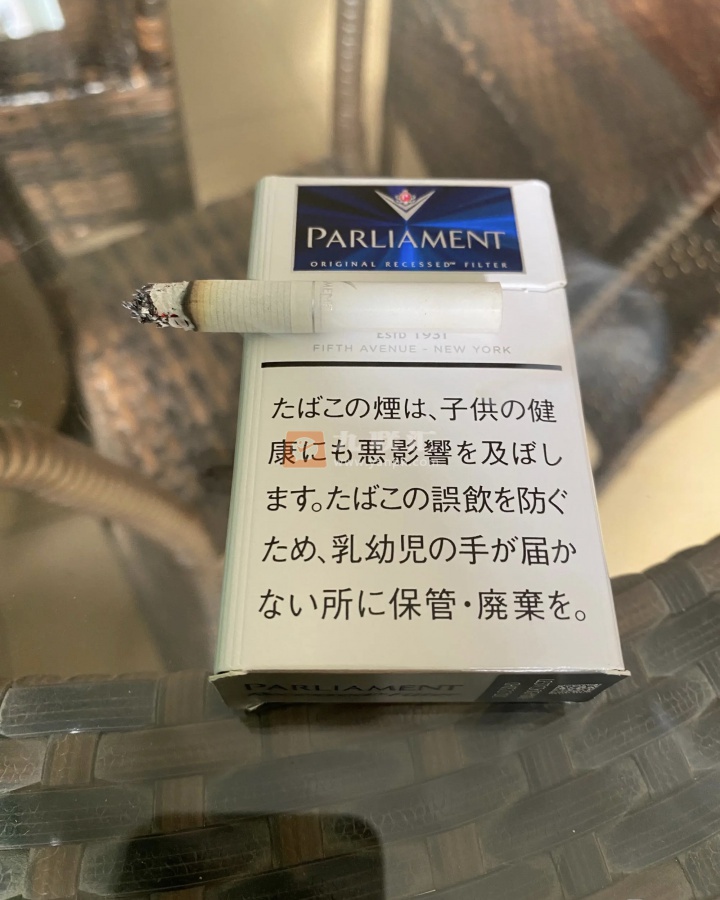 PARLIAMENT
ORIGINAL RECESSED FILTER
ESTD 1931
FIFTH AVENUE - NEW YORK
たばこの煙は、子供の健
康にも悪影響を及ぼし
ます。たばこの誤飲を防ぐ
ため、乳幼児の手が届か
ない所に保管・廃棄を。
PARLIAMENT